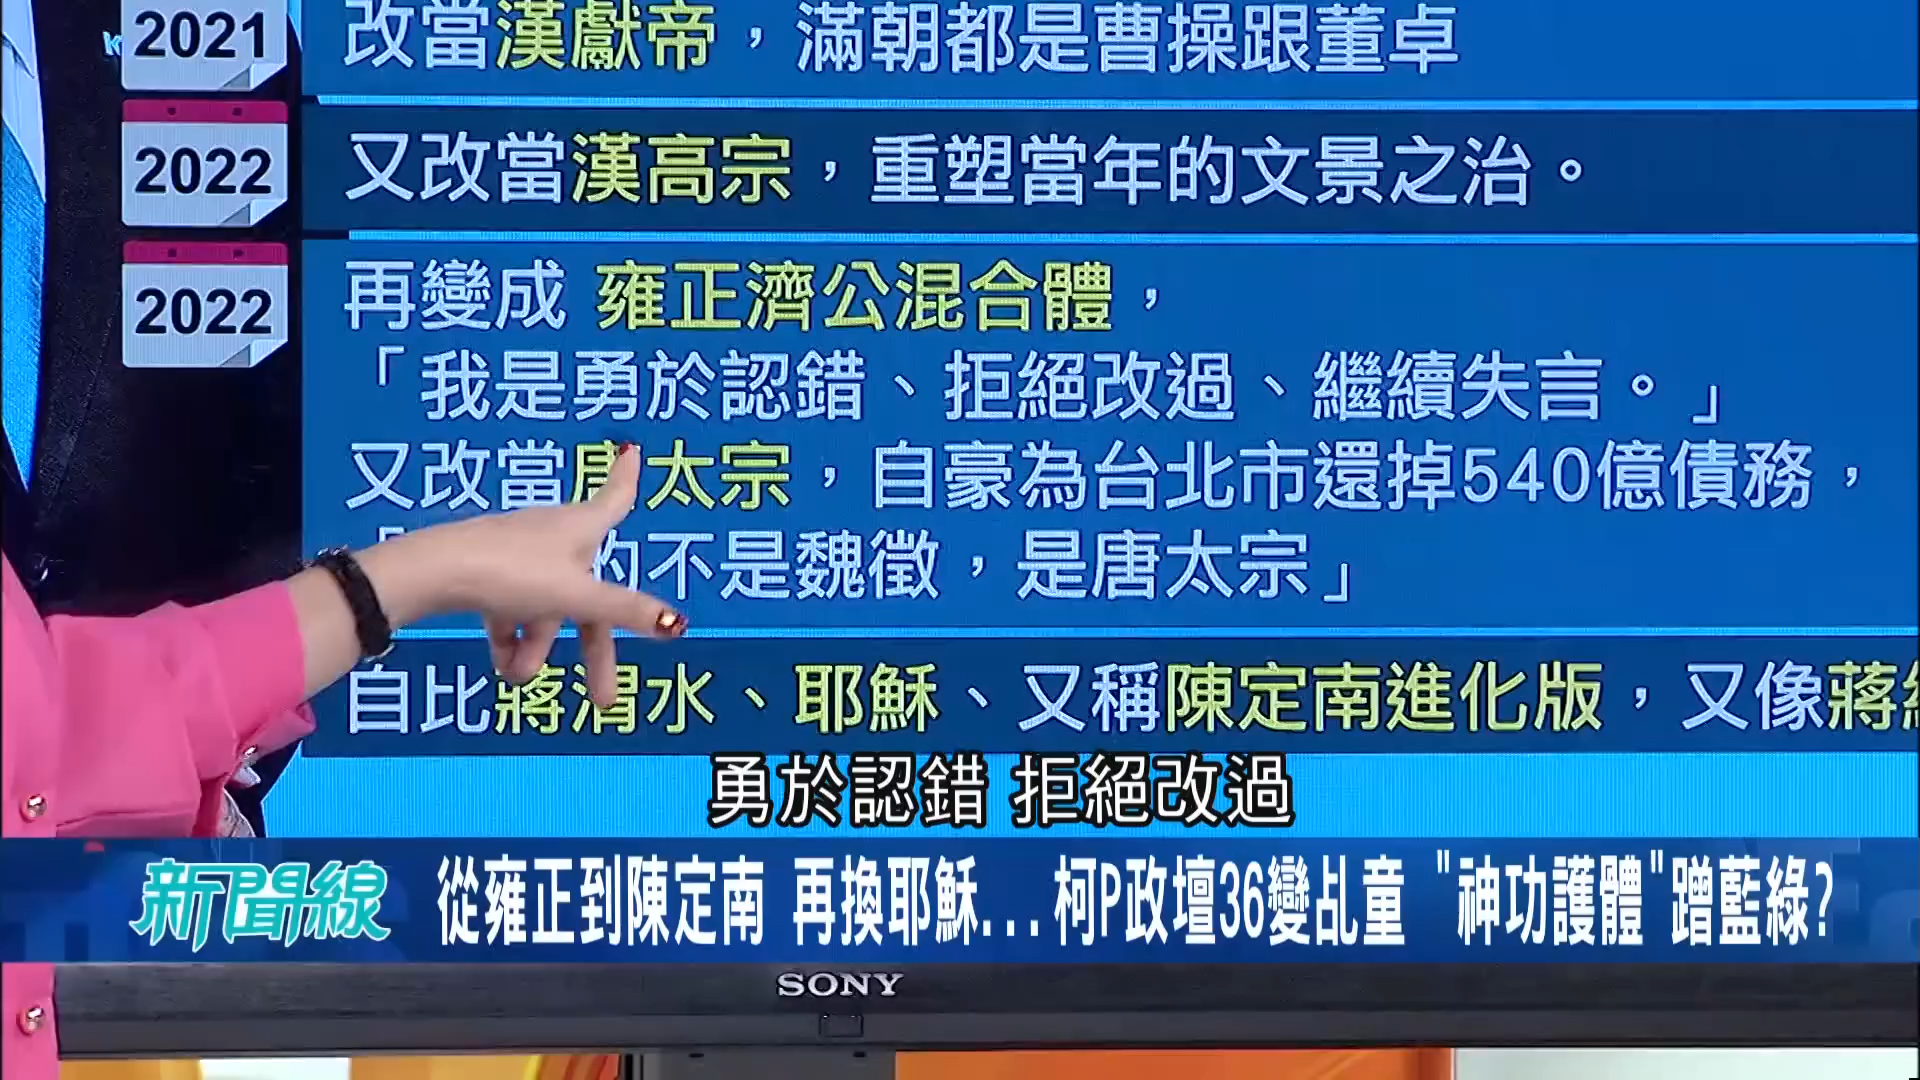 2021
改當漢獻帝，滿朝都是曹操跟董卓
2022
又改當漢高宗，重塑當年的文景之治。
2022
再變成 雍正濟公混合體，
「我是勇於認錯、拒絕改過、繼續失言。」
又改當唐太宗，自豪為台北市還掉540億債務，
「的不是魏徵，是唐太宗」
自比蔣渭水、耶穌、又稱陳定南進化版，又像蔣
勇於認錯 拒絕改過
新聞線
從雍正到陳定南 再換耶穌...柯P政壇36變乩童 "神功護體"蹭藍綠?
SONY